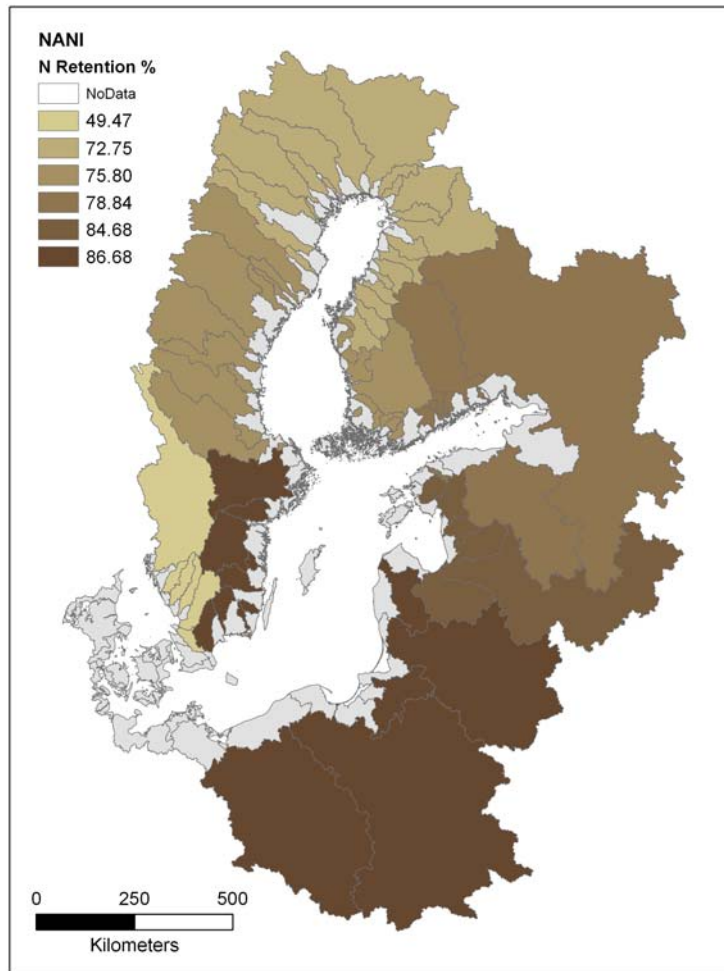 NANI
N Retention %
NoData
49.47
72.75
75.80
78.84
84.68
86.68
0 250 500
Kilometers